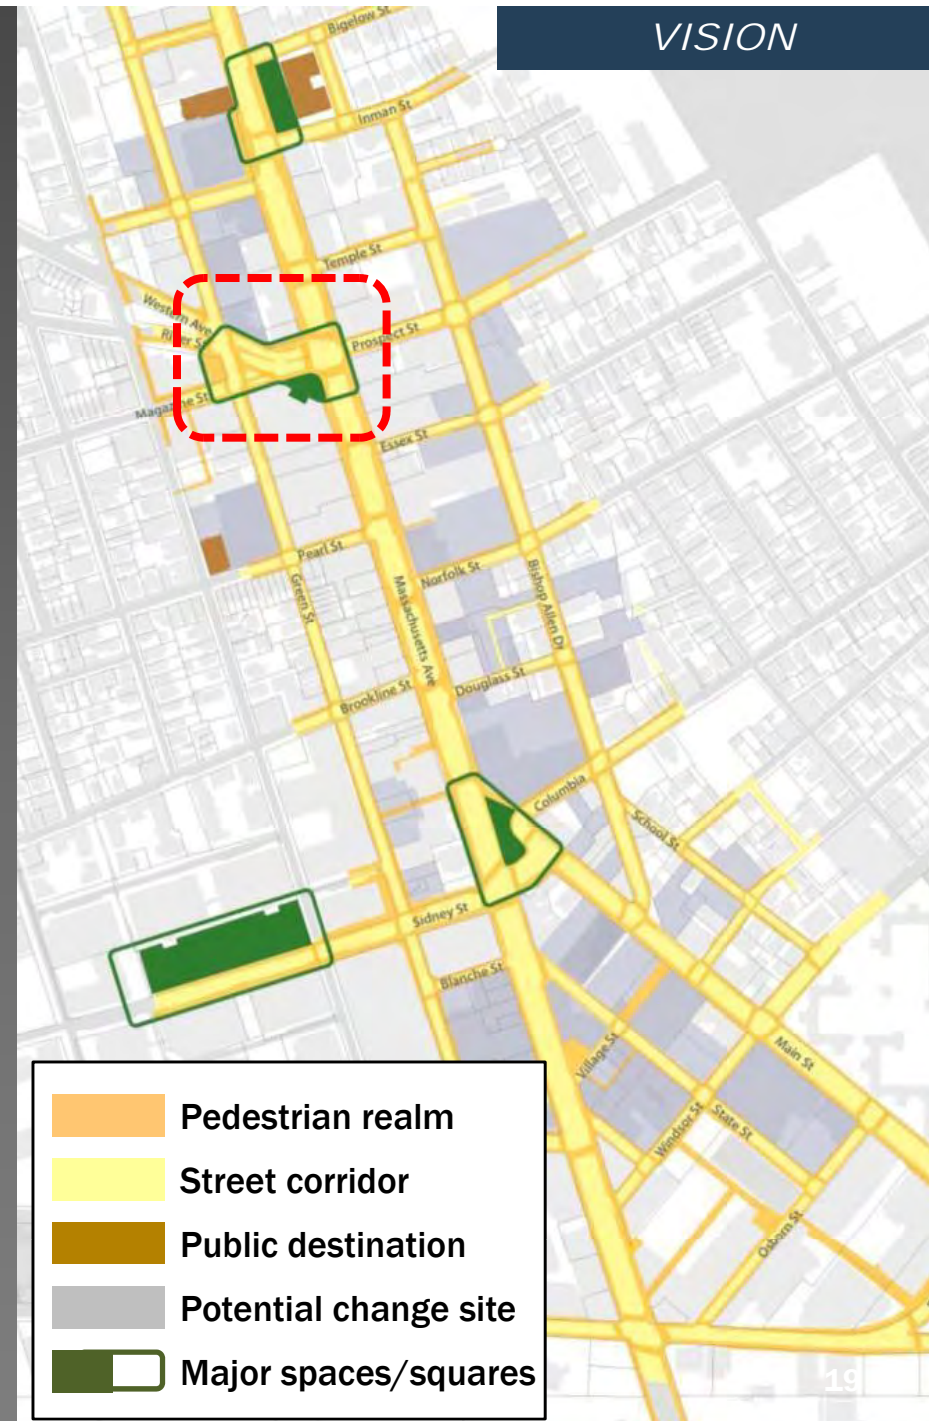 VISION
Bigelow St
Inman St
Temple St
Western Ave
River St
Prospect St
Magazine St
Essex St
Pearl St
Norfolk St
Green St
Massachusetts Ave
Bishop Allen Dr
Douglass St
Brookline St
Columbia
School St
Sidney St
Blanche St
Main St
Village St
Windsor St
State St
Osborn St
Pedestrian realm
Street corridor
Public destination
Potential change site
Major spaces/squares
19